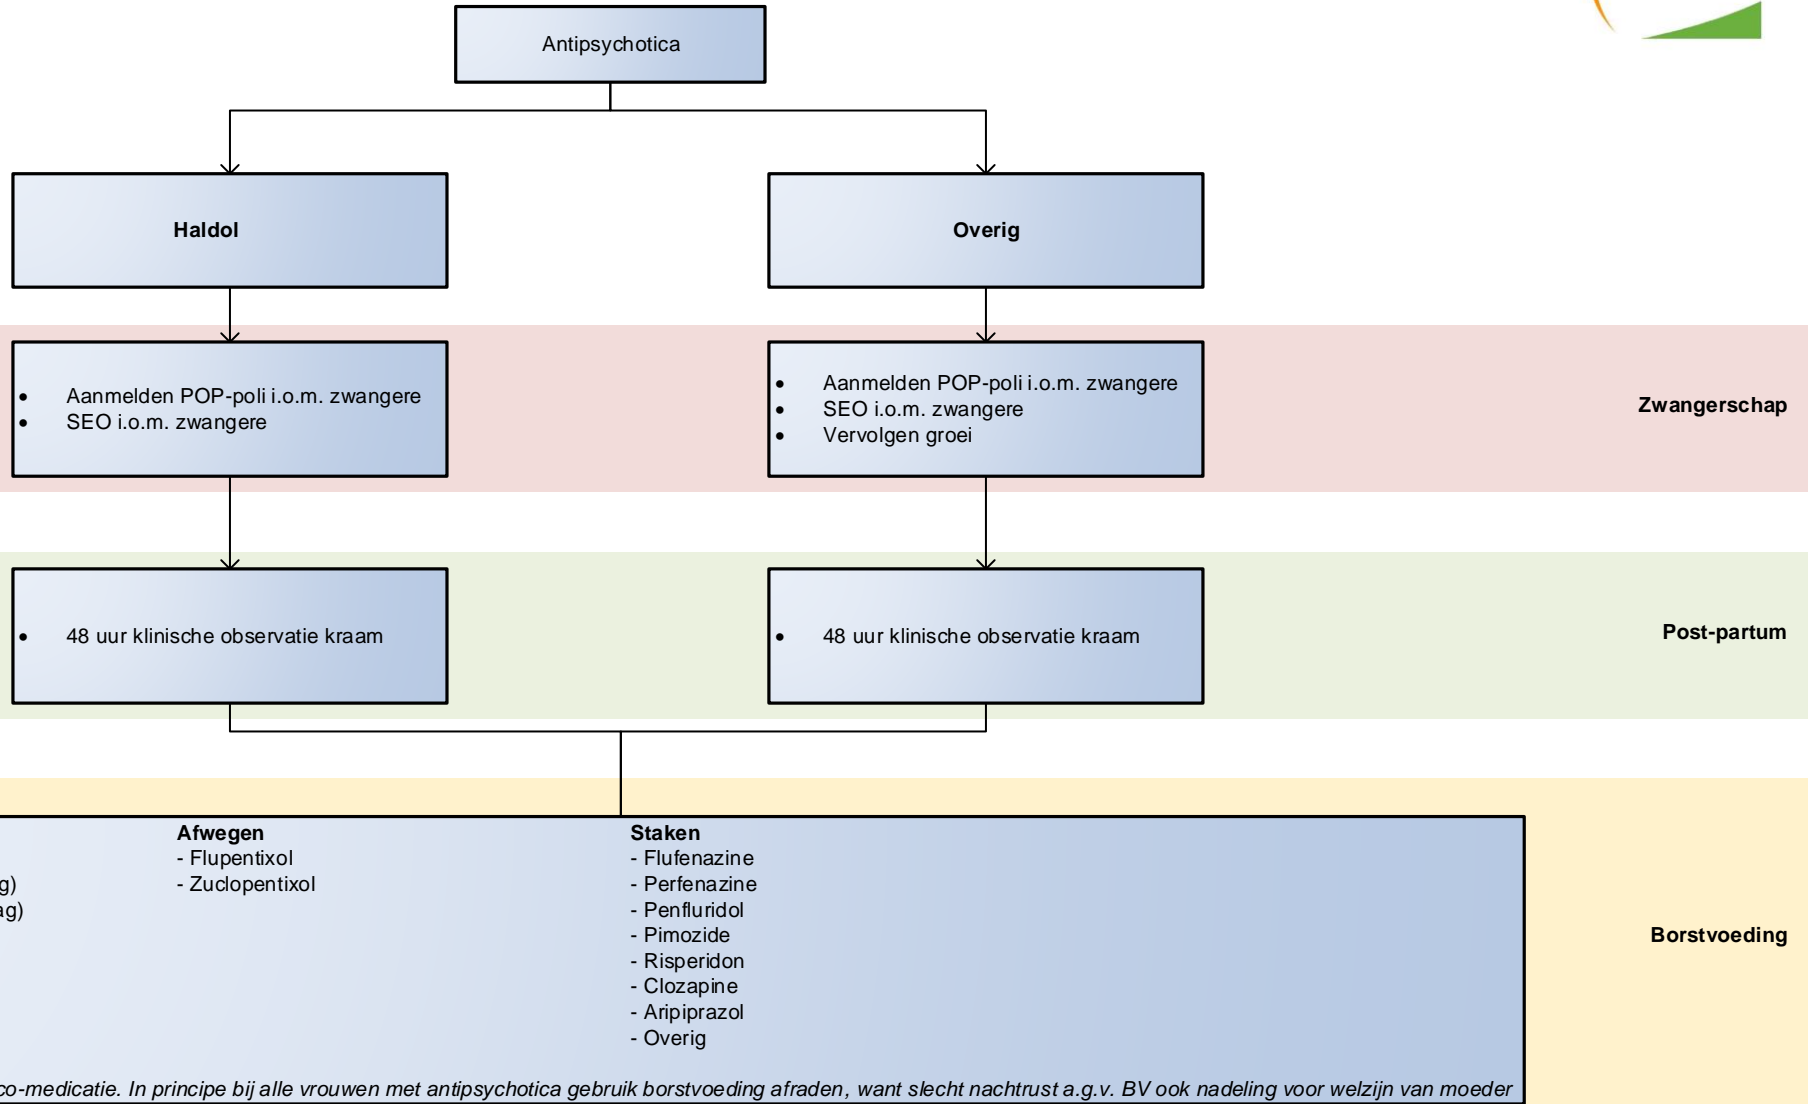 Antipsychotica
Haldol
Overig
• Aanmelden POP-poli i.o.m. zwangere
• SEO i.o.m. zwangere
• Aanmelden POP-poli i.o.m. zwangere
• SEO i.o.m. zwangere
• Vervolgen groei
Zwangerschap
• 48 uur klinische observatie kraam
• 48 uur klinische observatie kraam
Post-partum
g)
ag)
Afwegen
- Flupentixol
- Zuclopentixol
Staken
- Flufenazine
- Perfenazine
- Penfluridol
- Pimozide
- Risperidon
- Clozapine
- Aripiprazol
- Overig
Borstvoeding
co-medicatie. In principe bij alle vrouwen met antipsychotica gebruik borstvoeding afraden, want slecht nachtrust a.g.v. BV ook nadeling voor welzijn van moeder